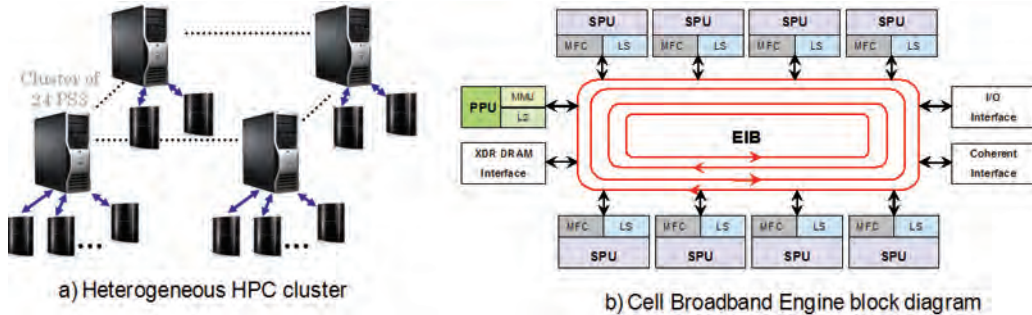 Cluster of
24 PS3
a) Heterogeneous HPC cluster
SPU SPU SPU SPU
MFC LS MFC LS MFC LS MFC LS
PPU MMU
LS
I/O
Interface
EIB
XDR DRAM
Interface
Coherent
Interface
MFC LS MFC LS MFC LS MFC LS
SPU SPU SPU SPU
b) Cell Broadband Engine block diagram